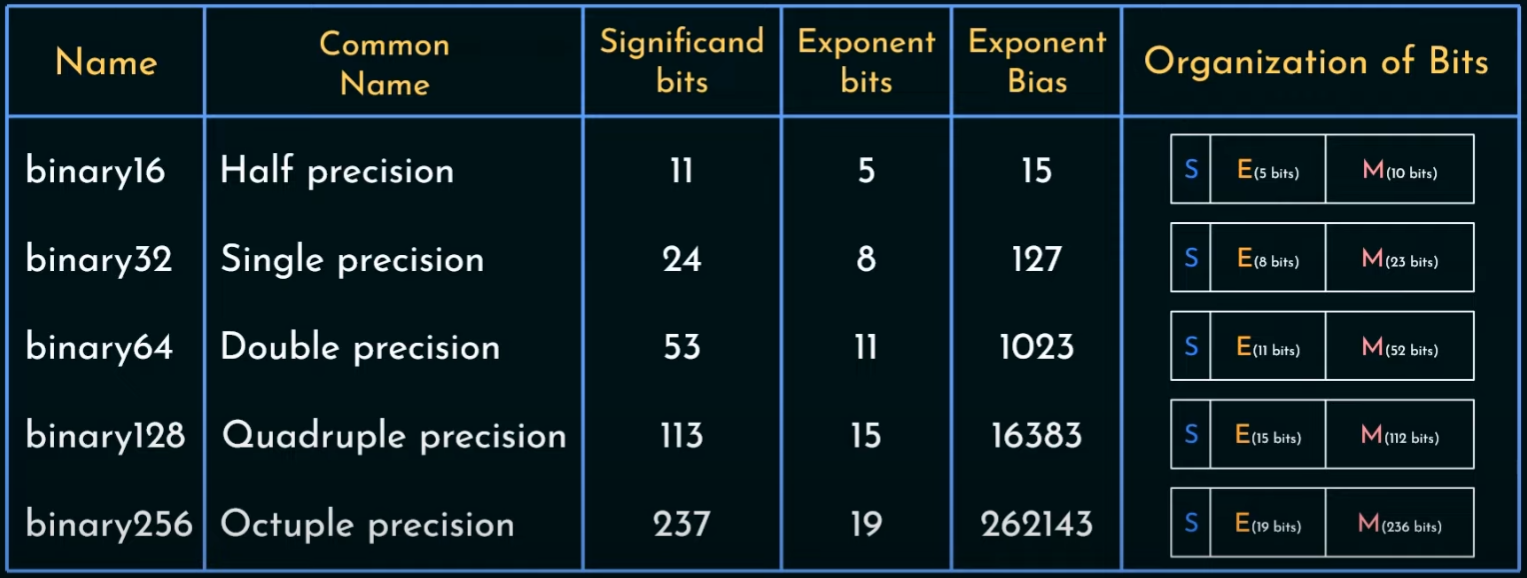 Name
Common
Name
Significand
bits
Exponent
bits
Exponent
Bias
Organization of Bits
binary16 Half precision 11 5 15 S E(5 bits) M(10 bits)
binary32 Single precision 24 8 127 S E(8 bits) M(23 bits)
binary64 Double precision 53 11 1023 S E(11 bits) M(52 bits)
binary128 Quadruple precision 113 15 16383 S E(15 bits) M(112 bits)
binary256 Octuple precision 237 19 262143 S E(19 bits) M(236 bits)